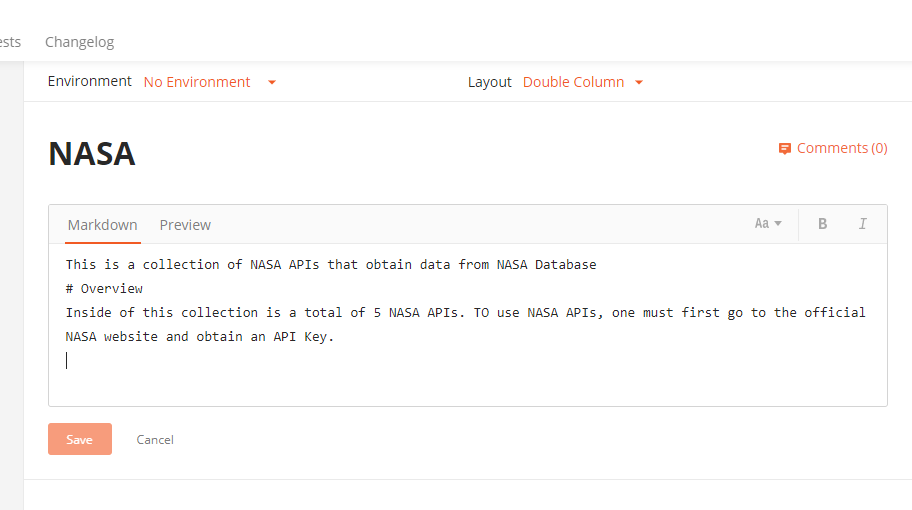 Changelog
Environment No Environment Layout Double Column
NASA
Comments (0)
Markdown Preview Aa B I
This is a collection of NASA APIs that obtain data from NASA Database
# Overview
Inside of this collection is a total of 5 NASA APIs. TO use NASA APIs, one must first go to the official
NASA website and obtain an API Key.
Save Cancel